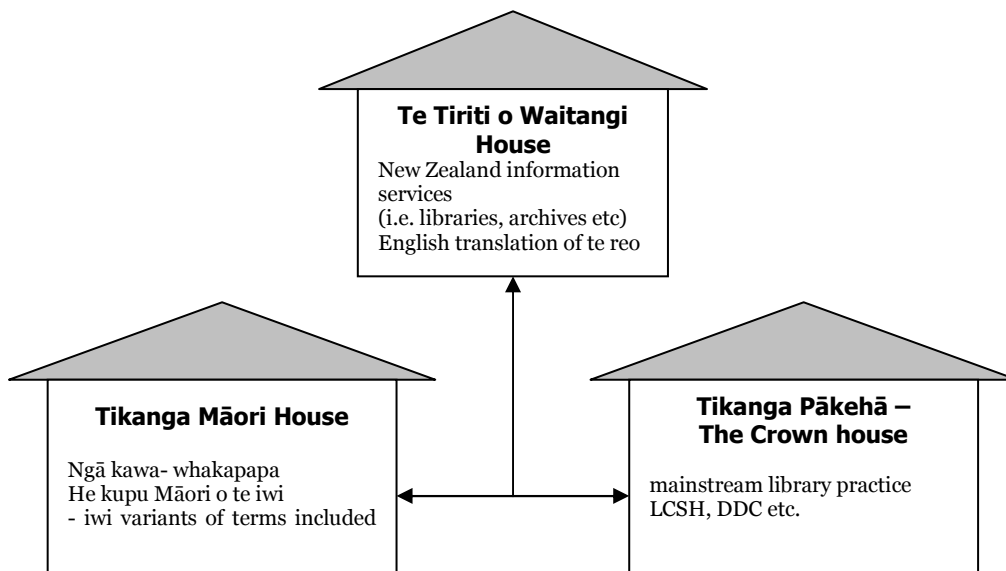 Te Tiriti o Waitangi
House
New Zealand information
services
(i.e. libraries, archives etc)
English translation of te reo
Tikanga Māori House
Ngā kawa- whakapapa
He kupu Māori o te iwi
- iwi variants of terms included
Tikanga Pākehā –
The Crown house
mainstream library practice
LCSH, DDC etc.